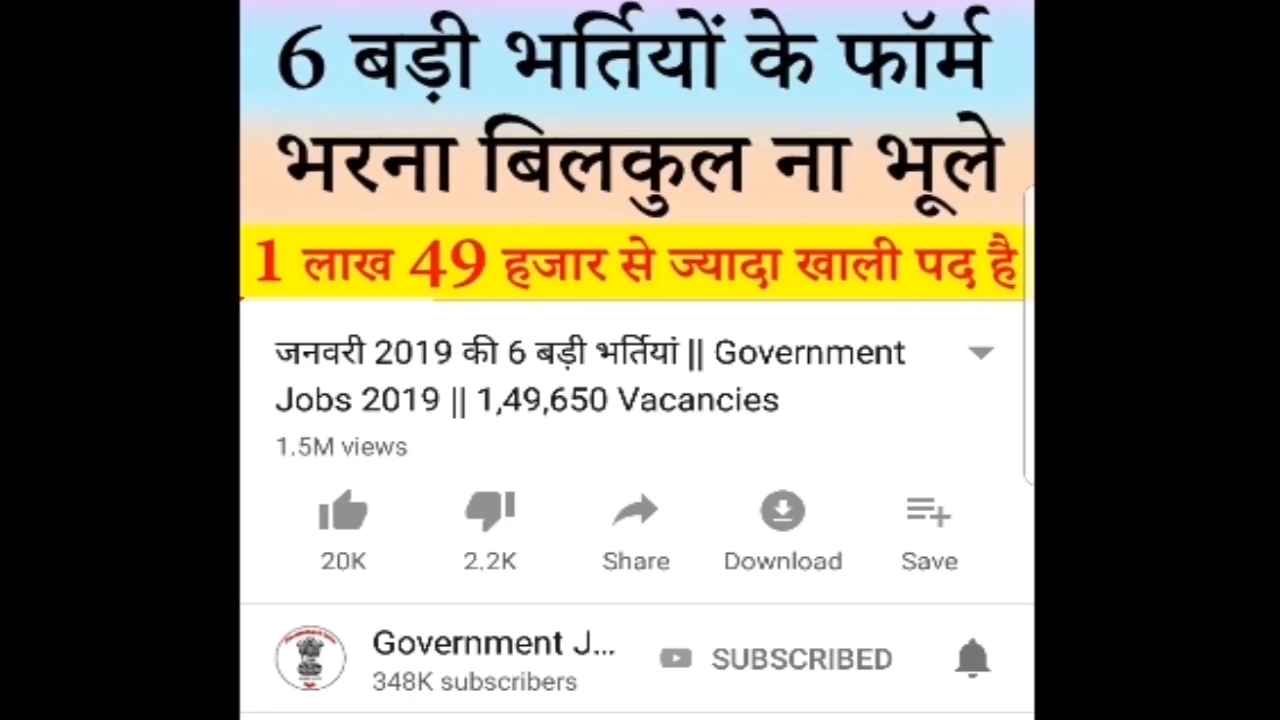 6 बड़ी भर्तियों के फॉर्म
भरना बिलकुल ना भूले
1 लाख 49 हजार से ज्यादा खाली पद है
जनवरी 2019 की 6 बड़ी भर्तियां || Government
Jobs 2019 || 1,49,650 Vacancies
1.5M views
20K 2.2K Share Download Save
Government J... SUBSCRIBED
348K subscribers